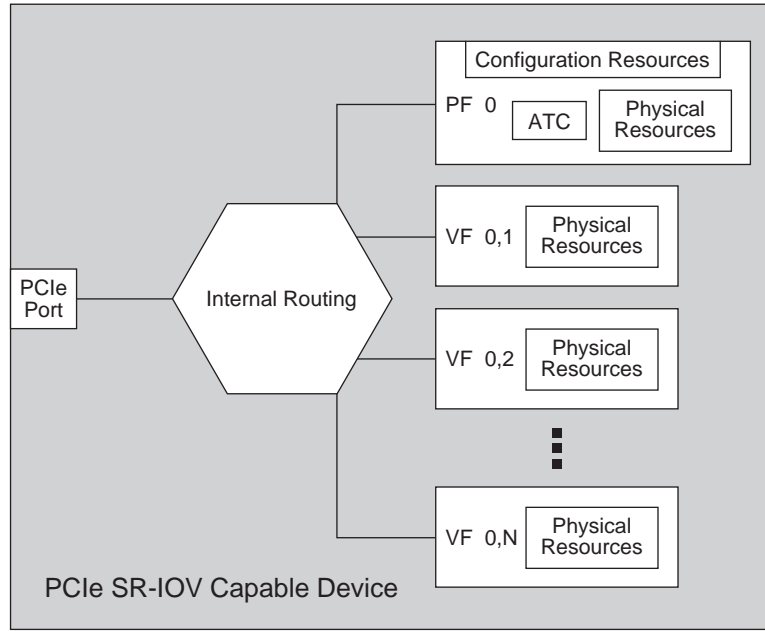 Configuration Resources
PF 0
ATC
Physical
Resources
VF 0,1
Physical
Resources
PCIe
Port
Internal Routing
VF 0,2
Physical
Resources
VF 0,N
Physical
Resources
PCIe SR-IOV Capable Device